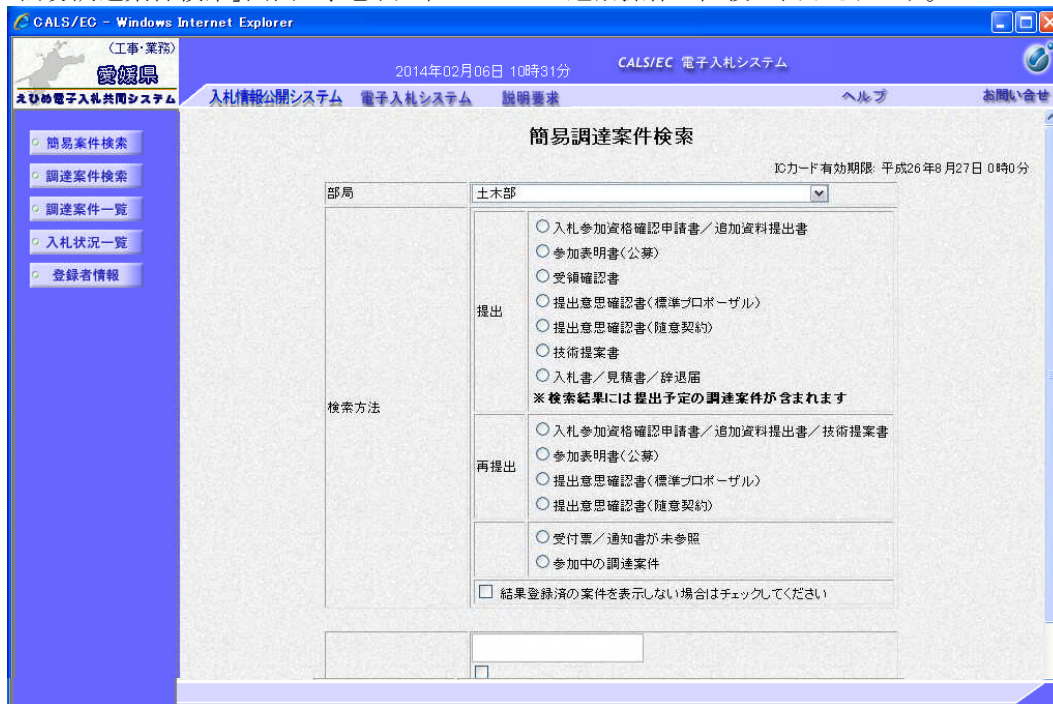 CALS/EC - Windows Internet Explorer
(工事・業務)
愛媛県
えひめ電子入札共同システム
2014年02月06日 10時31分
CALS/EC 電子入札システム
入札情報公開システム 電子入札システム 説明要求 ヘルプ お問い合せ
簡易案件検索
調達案件検索
調達案件一覧
入札状況一覧
登録者情報
簡易調達案件検索
ICカード有効期限: 平成26年8月27日 0時0分
部局 土木部
検索方法
提出
入札参加資格確認申請書／追加資料提出書
参加表明書(公募)
受領確認書
提出意思確認書(標準プロポーザル)
提出意思確認書(随意契約)
技術提案書
入札書／見積書／辞退届
※検索結果には提出予定の調達案件が含まれます
再提出
入札参加資格確認申請書／追加資料提出書／技術提案書
参加表明書(公募)
提出意思確認書(標準プロポーザル)
提出意思確認書(随意契約)
受付票／通知書が未参照
参加中の調達案件
結果登録済の案件を表示しない場合はチェックしてください